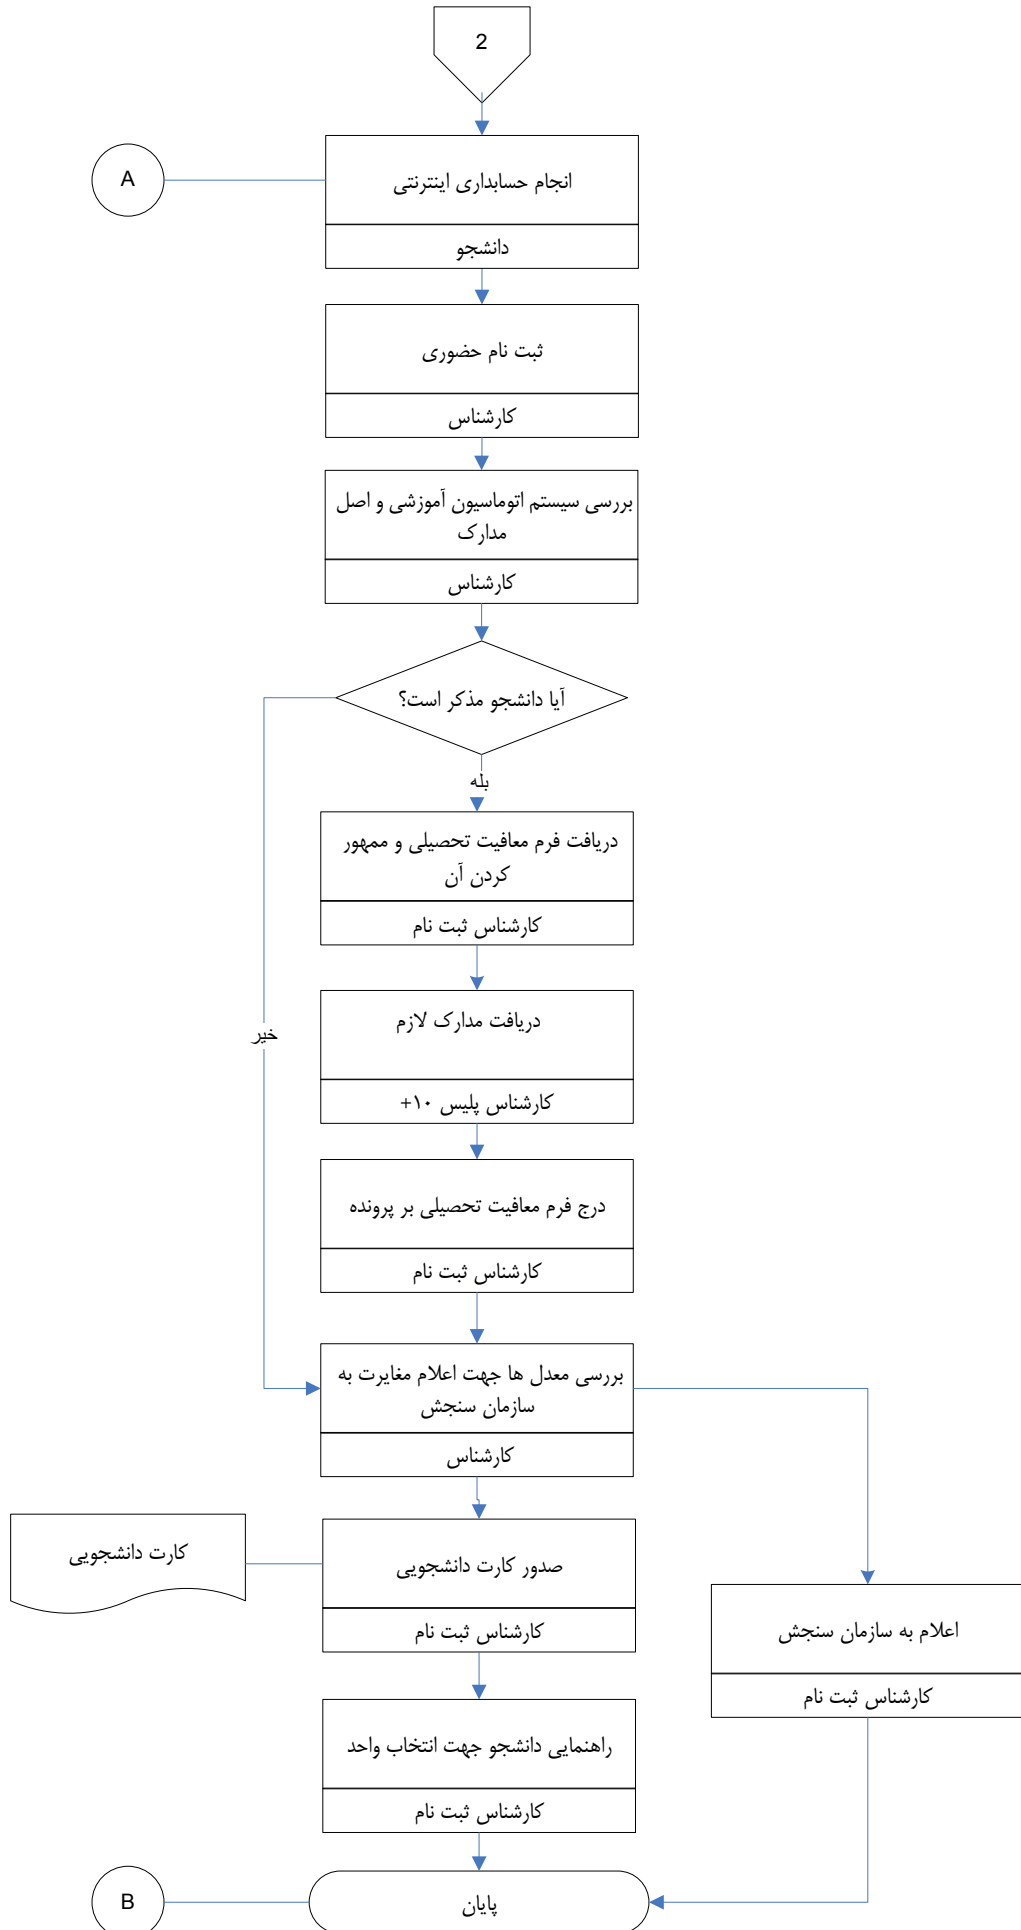 2
A
انجام حسابداری اینترنتی
دانشجو
ثبت نام حضوری
کارشناس
بررسی سیستم اتوماسیون آموزشی و اصل
مدارک
کارشناس
آیا دانشجو مذکر است؟
بله
دریافت فرم معافیت تحصیلی و ممهور
کردن آن
کارشناس ثبت نام
دریافت مدارک لازم
خیر
کارشناس پلیس ۱۰+
درج فرم معافیت تحصیلی بر پرونده
کارشناس ثبت نام
بررسی معدل ها جهت اعلام مغایرت به
سازمان سنجش
کارشناس
کارت دانشجویی
صدور کارت دانشجویی
کارشناس ثبت نام
اعلام به سازمان سنجش
کارشناس ثبت نام
راهنمایی دانشجو جهت انتخاب واحد
کارشناس ثبت نام
B
پایان